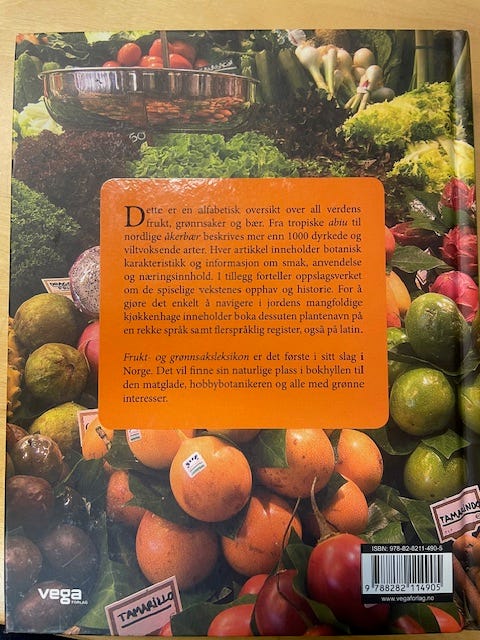 Dette er en alfabetisk oversikt over all verdens
frukt, grønnsaker og bær. Fra tropiske abiu til
nordlige åkerbær beskrives mer enn 1000 dyrkede og
viltvoksende arter. Hver artikkel inneholder botanisk
karakteristikk og informasjon om smak, anvendelse
og næringsinnhold. I tillegg forteller oppslagsverket
om de spiselige vekstenes opphav og historie. For å
gjøre det enkelt å navigere i jordens mangfoldige
kjøkkenhage inneholder boka dessuten plantenavn på
en rekke språk samt flerspråklig register, også på latin.
Frukt- og grønnsaksleksikon er det første i sitt slag i
Norge. Det vil finne sin naturlige plass i bokhyllen til
den matglade, hobbybotanikeren og alle med grønne
interesser.
TAMARINDO
ISBN: 978-82-8211-490-5
9 788282 114905
www.vegaforlag.no
vega
FORLAG
TAMARILLO